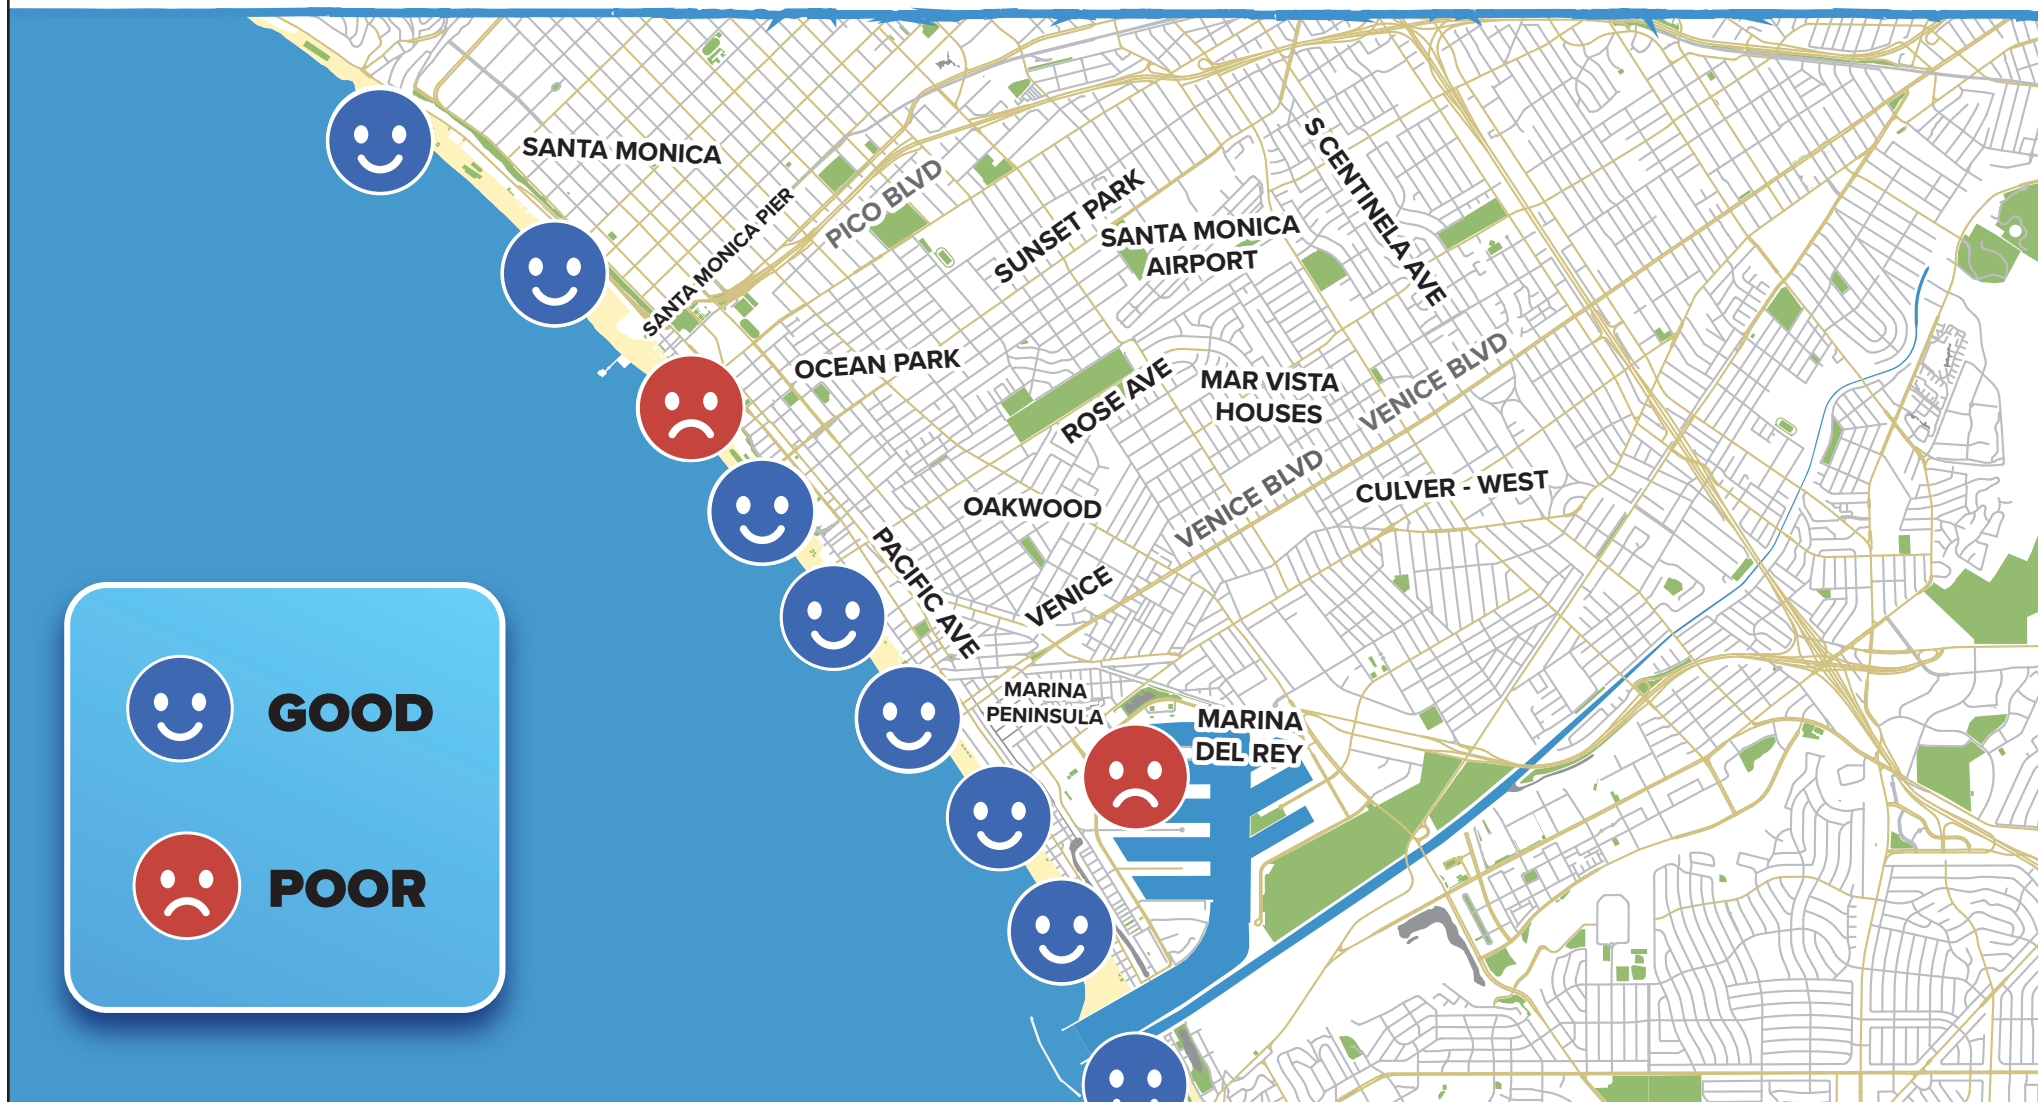 SANTA MONICA
S CENTINELA AVE
PICO BLVD
SANTA MONICA PIER
SUNSET PARK
SANTA MONICA
AIRPORT
OCEAN PARK
ROSE AVE
MAR VISTA
HOUSES
VENICE BLVD
VENICE BLVD
CULVER - WEST
OAKWOOD
PACIFIC AVE
VENICE
MARINA
PENINSULA
MARINA
DEL REY
GOOD
POOR